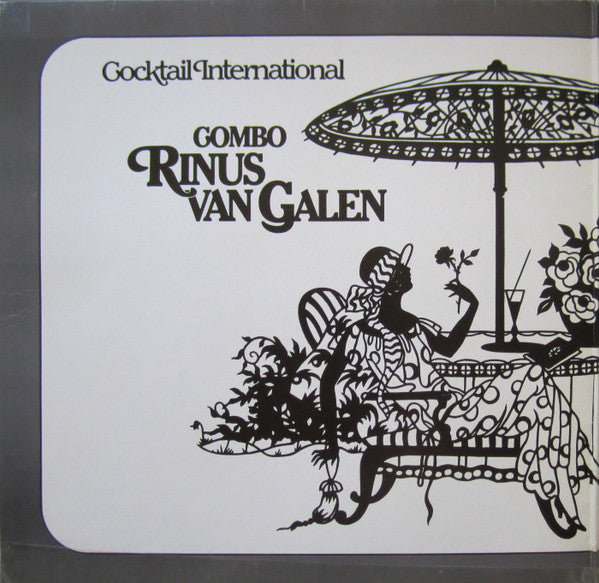 Cocktail International
COMBO
RINUS
VAN GALEN